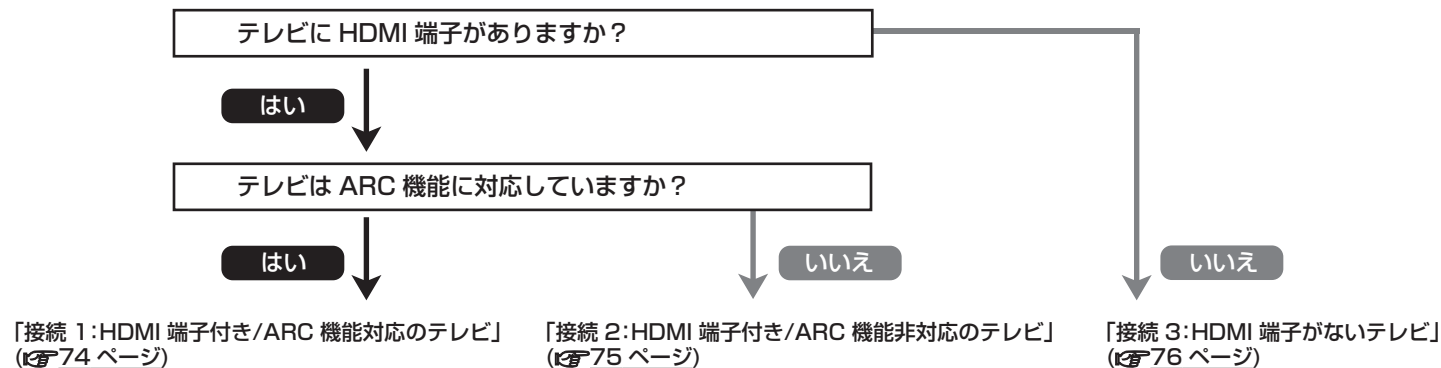 テレビに HDMI 端子がありますか？
はい
テレビは ARC 機能に対応していますか？
はい
いいえ
いいえ
「接続 1：HDMI 端子付き/ARC 機能対応のテレビ」
(☞74 ページ)
「接続 2：HDMI 端子付き/ARC 機能非対応のテレビ」
(☞75 ページ)
「接続 3：HDMI 端子がないテレビ」
(☞76 ページ)